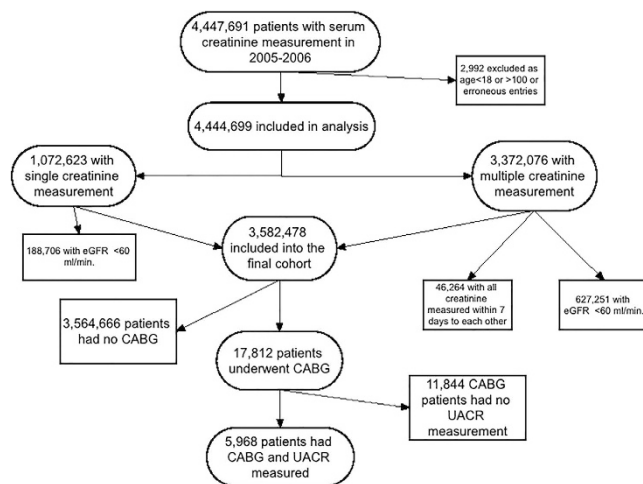 4,447,691 patients with serum
creatinine measurement in
2005-2006
2,992 excluded as
age<18 or >100 or
erroneous entries
4,444,699 included in analysis
1,072,623 with
single creatinine
measurement
3,372,076 with
multiple creatinine
measurement
3,582,478
included into the
final cohort
188,706 with eGFR <60
ml/min.
46,264 with all
creatinine
measured within 7
days to each other
627,251 with
eGFR <60 ml/min.
3,564,666 patients
had no CABG
17,812 patients
underwent CABG
11,844 CABG
patients had no
UACR
measurement
5,968 patients had
CABG and UACR
measured